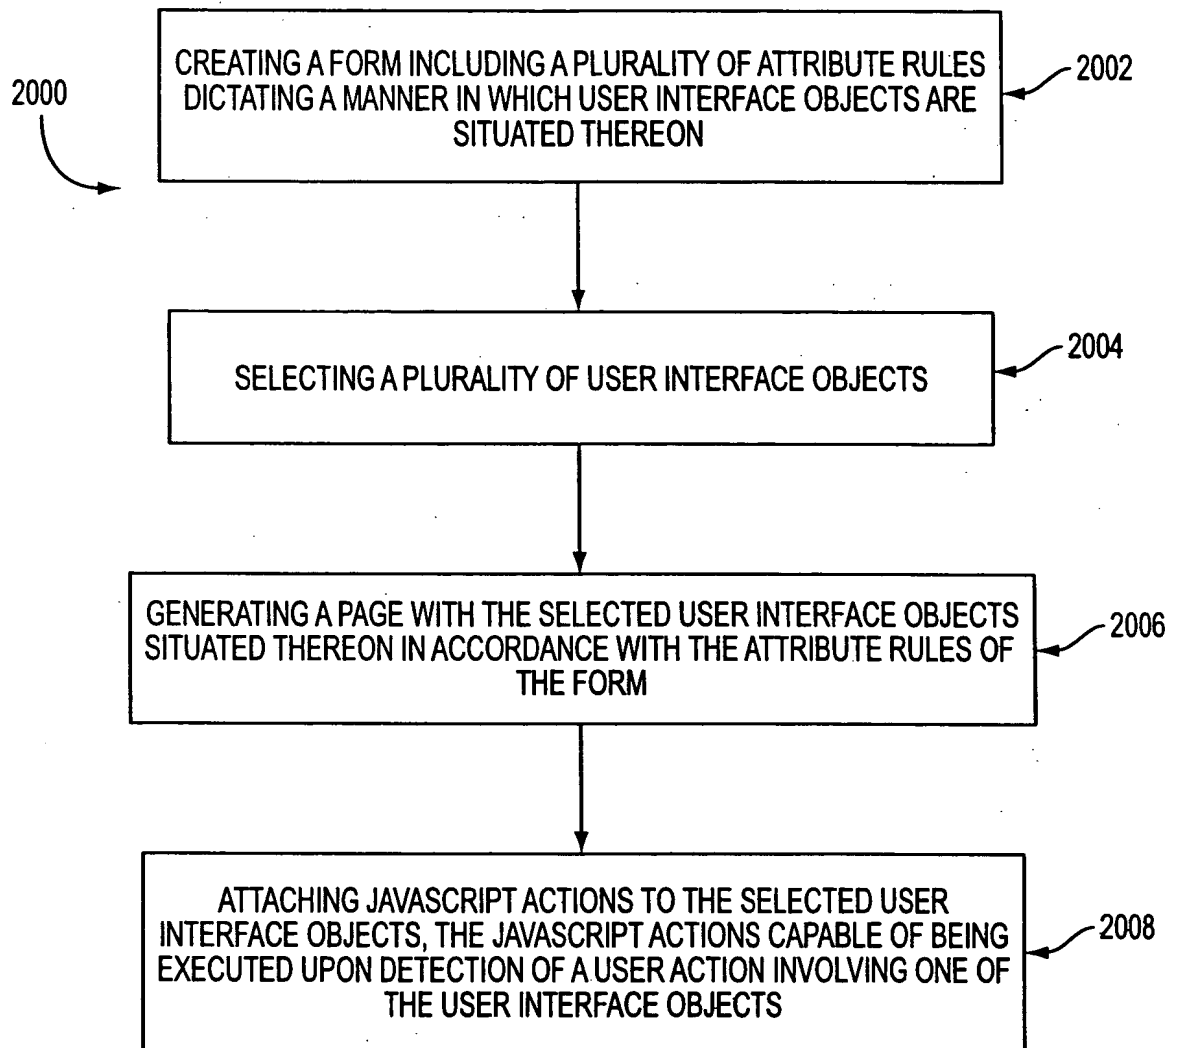 2000
CREATING A FORM INCLUDING A PLURALITY OF ATTRIBUTE RULES
DICTATING A MANNER IN WHICH USER INTERFACE OBJECTS ARE
SITUATED THEREON
2002
SELECTING A PLURALITY OF USER INTERFACE OBJECTS
2004
GENERATING A PAGE WITH THE SELECTED USER INTERFACE OBJECTS
SITUATED THEREON IN ACCORDANCE WITH THE ATTRIBUTE RULES OF
THE FORM
2006
ATTACHING JAVASCRIPT ACTIONS TO THE SELECTED USER
INTERFACE OBJECTS, THE JAVASCRIPT ACTIONS CAPABLE OF BEING
EXECUTED UPON DETECTION OF A USER ACTION INVOLVING ONE OF
THE USER INTERFACE OBJECTS
2008